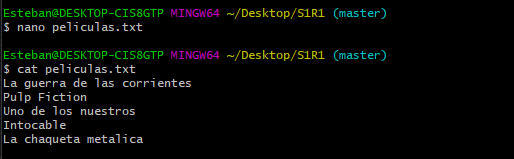 Esteban@DESKTOP-CIS8GTP MINGW64 ~/Desktop/S1R1 (master)
$ nano peliculas.txt
Esteban@DESKTOP-CIS8GTP MINGW64 ~/Desktop/S1R1 (master)
$ cat peliculas.txt
La guerra de las corrientes
Pulp Fiction
Uno de los nuestros
Intocable
La chaqueta metalica